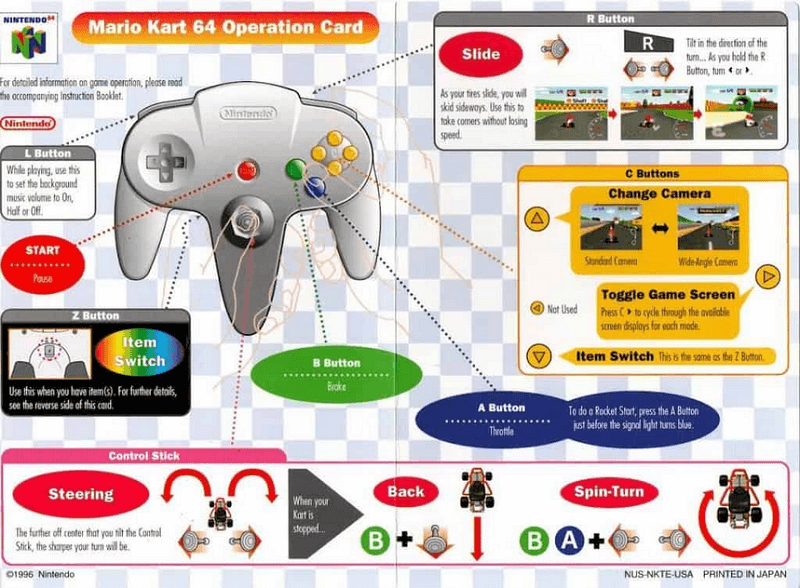 NINTENDO 64
N
Mario Kart 64 Operation Card
For detailed information on game operation, please read
the accompanying Instruction Booklet.
Nintendo
Nintendo
L Button
While playing, use this
to set the background
music volume to On,
Half or Off.
START
Pause
Z Button
Item
Switch
Use this when you have item(s). For further details,
see the reverse side of this card.
B Button
Brake
A Button
Throttle
To do a Rocket Start, press the A Button
just before the signal light turns blue.
R Button
Slide
R
Tilt in the direction of the
turn... As you hold the R
Button, turn ◀ or ▶.
As your tires slide, you will
skid sideways. Use this to
take corners without losing
speed.
C Buttons
Change Camera
Standard Camera
Wide-Angle Camera
Toggle Game Screen
Press C ▶ to cycle through the available
screen displays for each mode.
Not Used
Item Switch This is the same as the Z Button.
Control Stick
Steering
The further off center that you tilt the Control
Stick, the sharper your turn will be.
When your
Kart is
stopped...
Back
B +
Spin-Turn
B A +
©1996 Nintendo
NUS-NKTE-USA PRINTED IN JAPAN